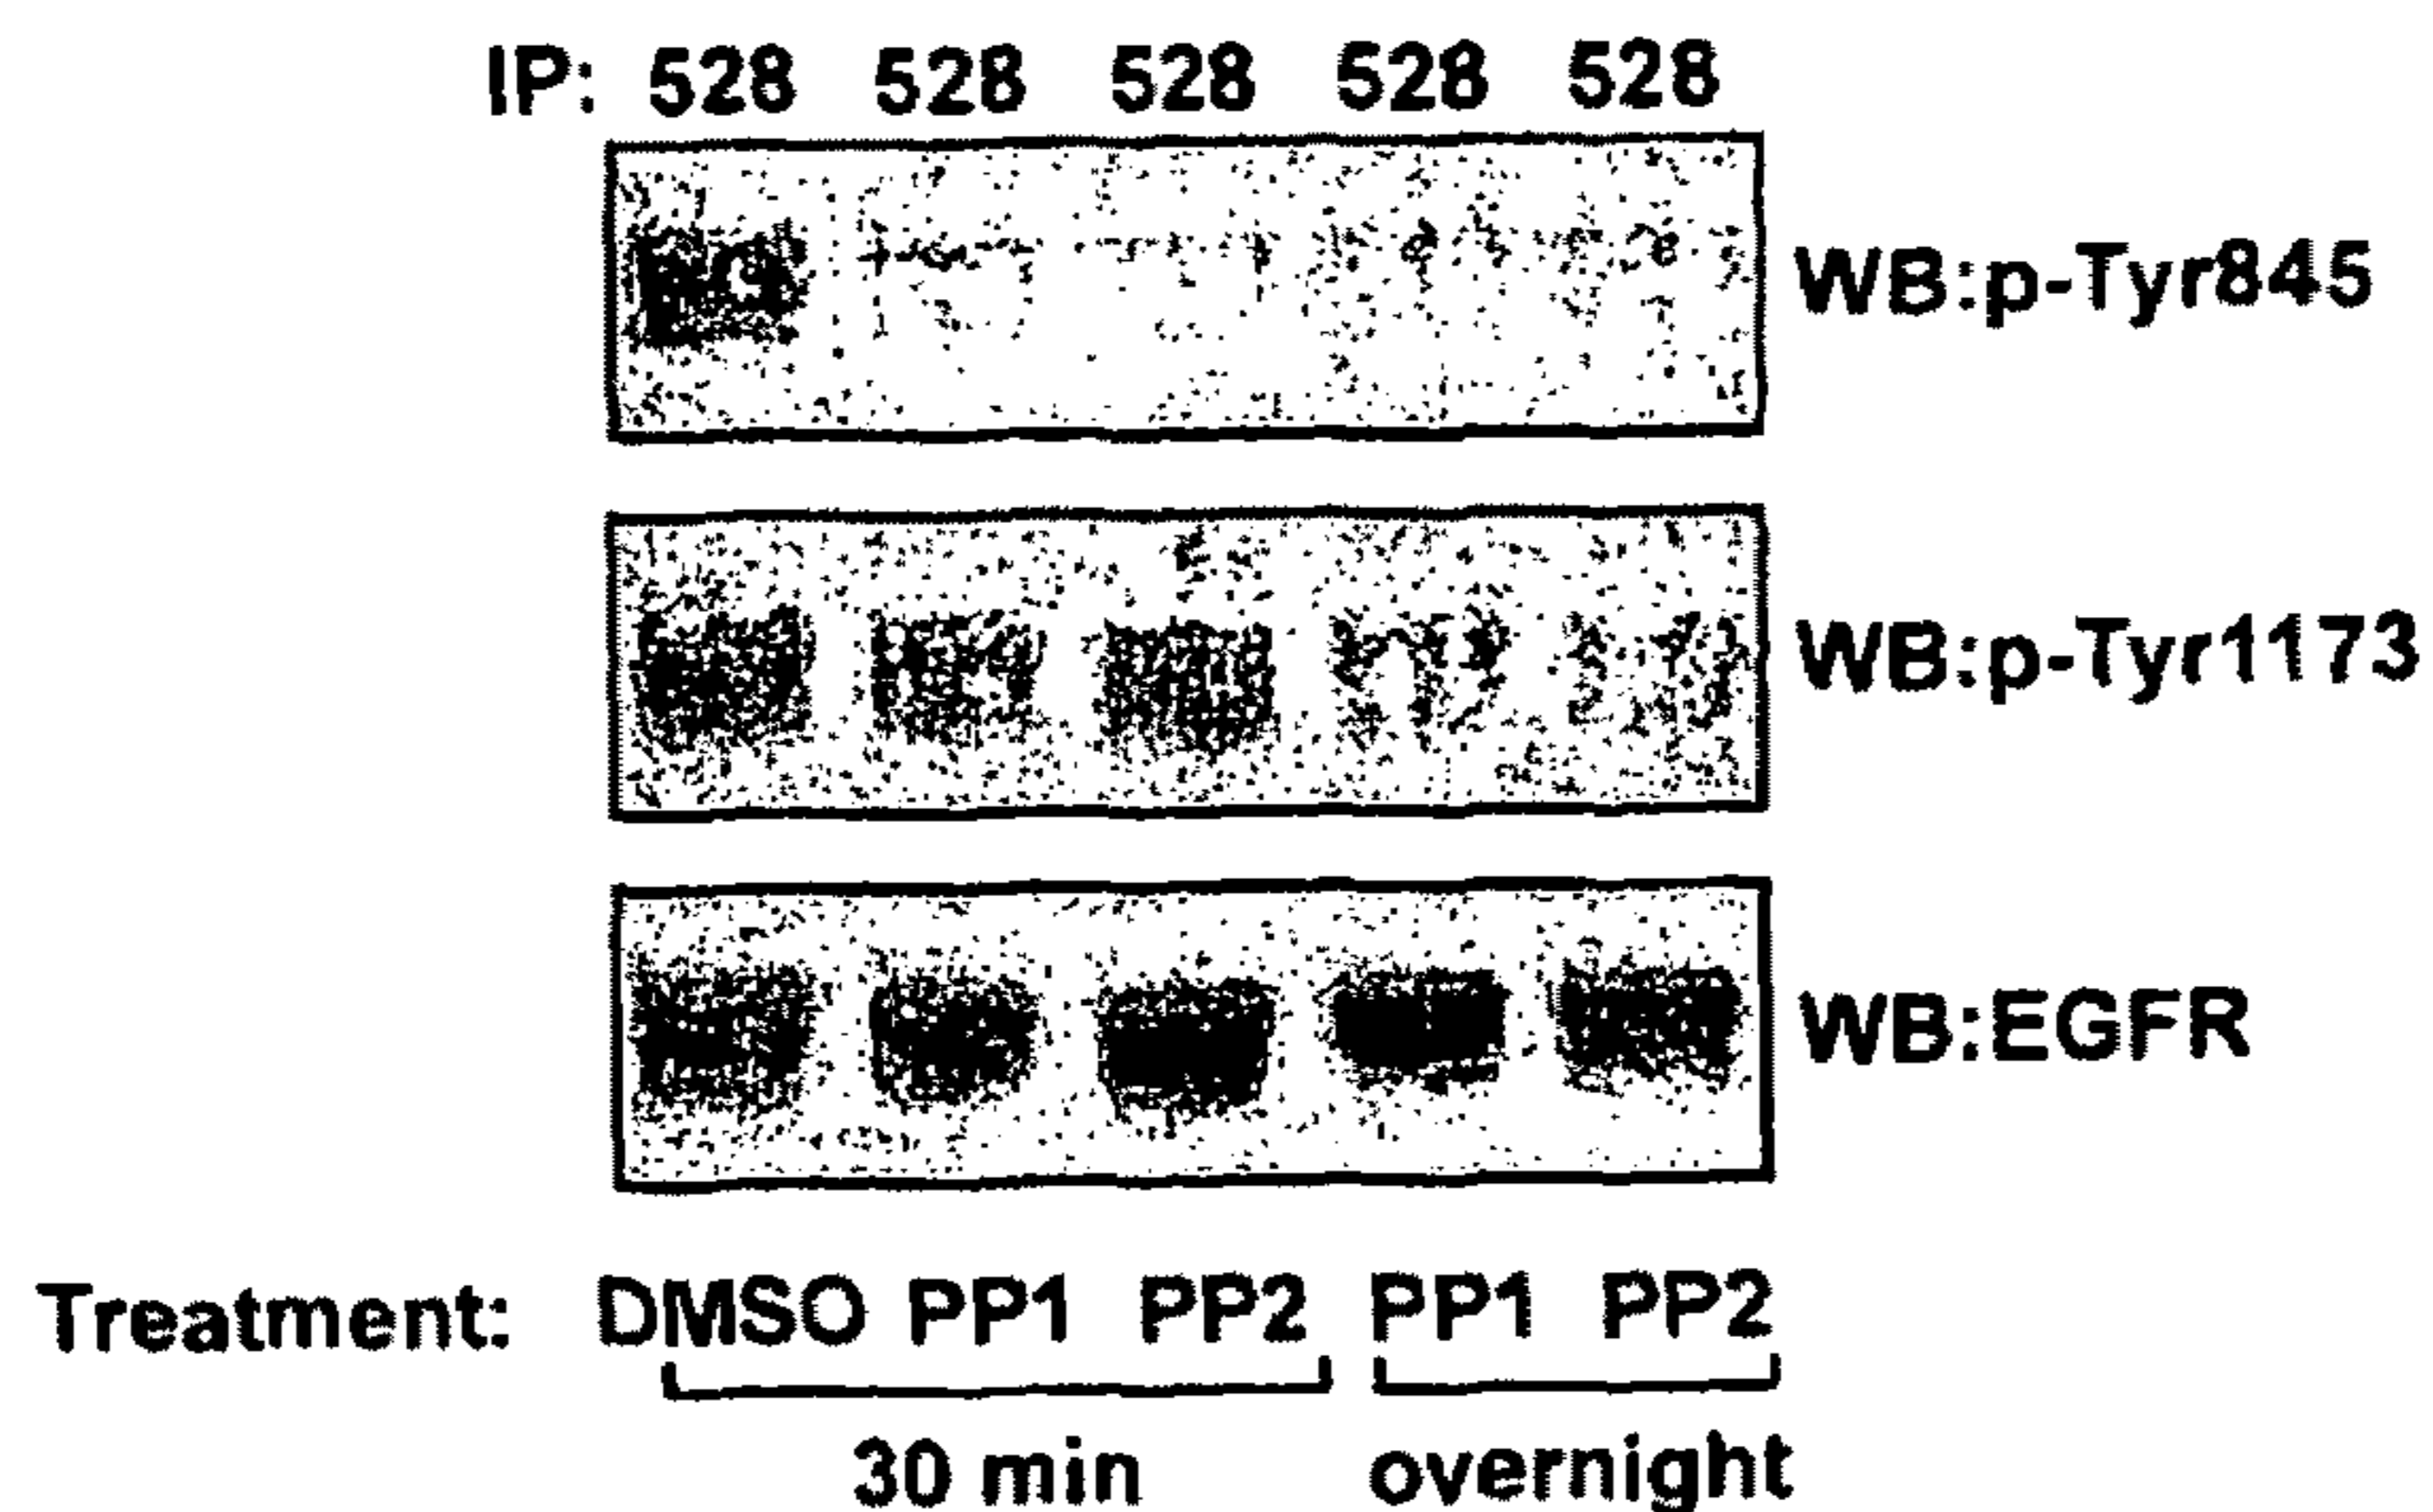 IP: 528 528 528 528 528
WB:p-Tyr845
WB:p-Tyr1173
WB:EGFR
Treatment: DMSO PP1 PP2 PP1 PP2
30 min overnight